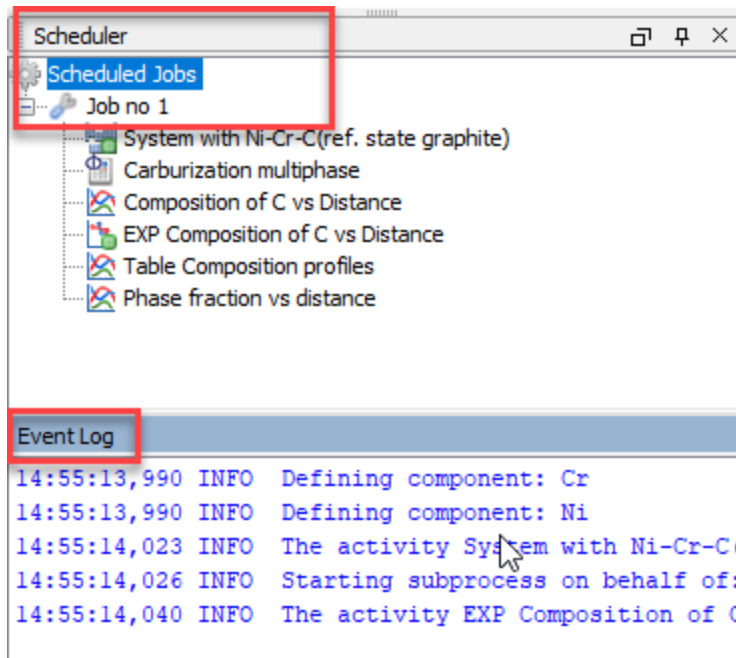 Scheduler
Scheduled Jobs
Job no 1
System with Ni-Cr-C(ref. state graphite)
Carburization multiphase
Composition of C vs Distance
EXP Composition of C vs Distance
Table Composition profiles
Phase fraction vs distance
Event Log
14:55:13,990 INFO Defining component: Cr
14:55:13,990 INFO Defining component: Ni
14:55:14,023 INFO The activity System with Ni-Cr-C(
14:55:14,026 INFO Starting subprocess on behalf of:
14:55:14,040 INFO The activity EXP Composition of C